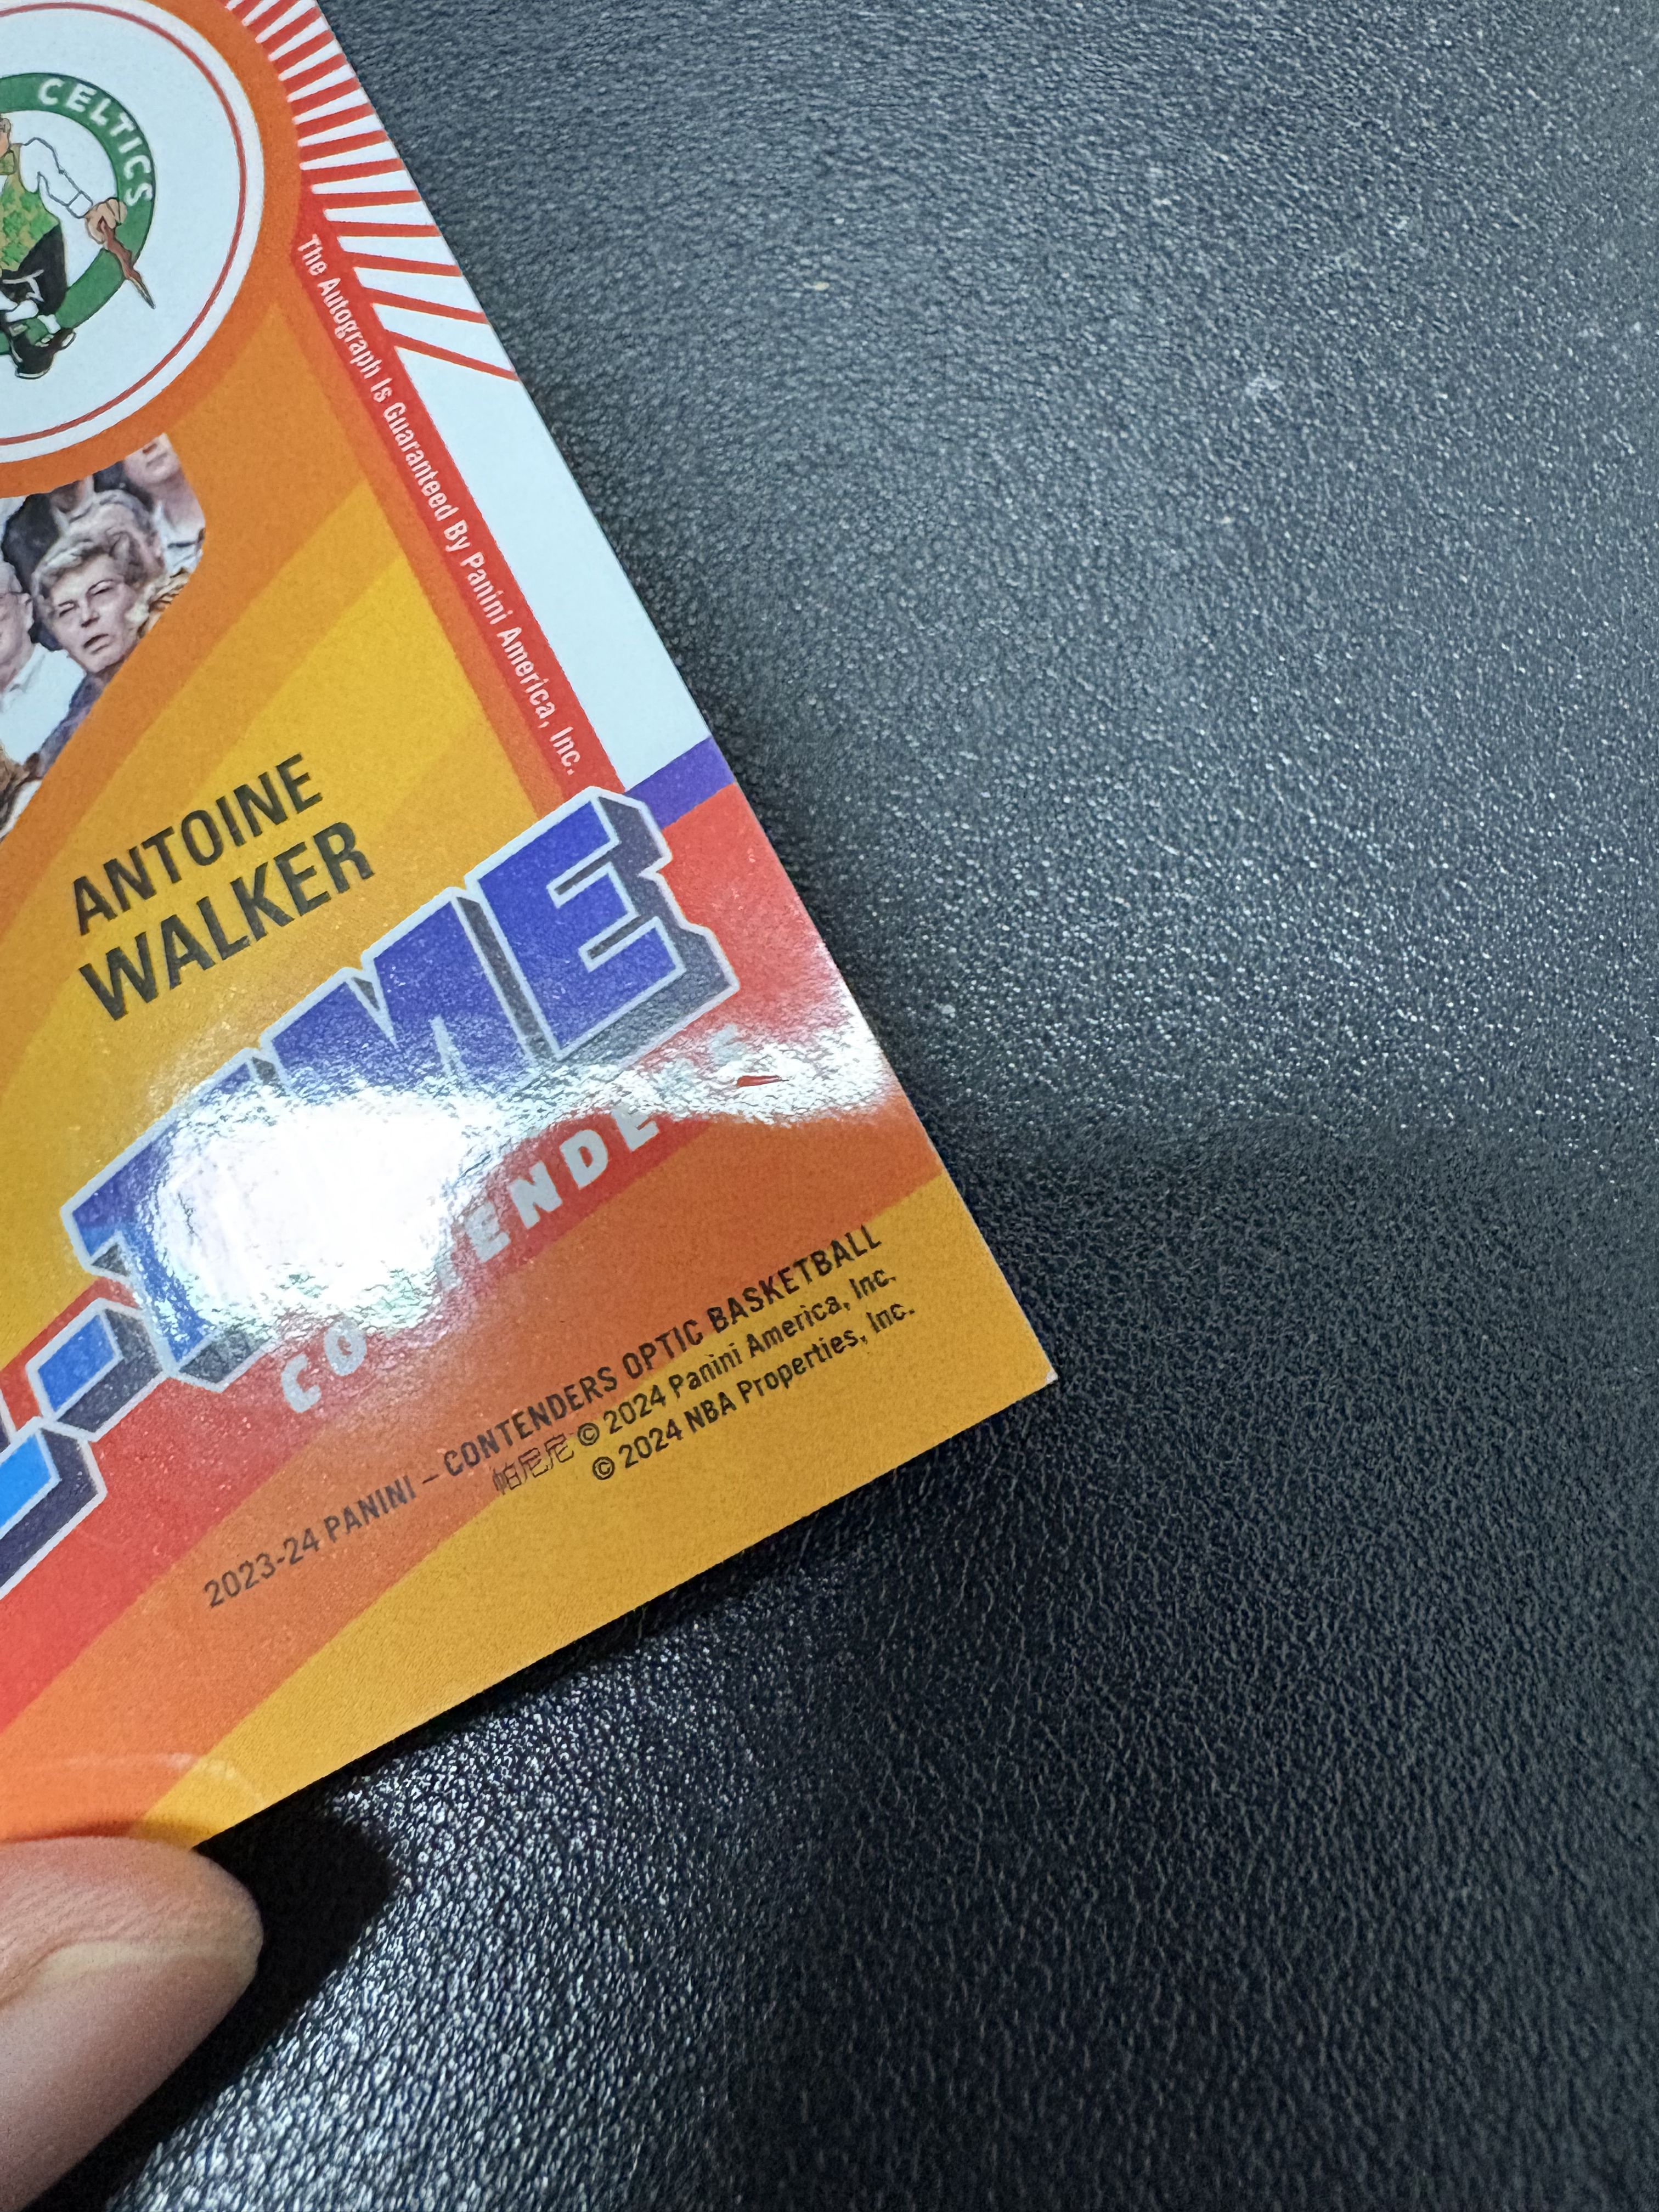 CELTICS
The Autograph Is Guaranteed By Panini America, Inc.
ANTOINE
WALKER
2023-24 PANINI – CONTENDERS OPTIC BASKETBALL
帕尼尼 © 2024 Panini America, Inc.
© 2024 NBA Properties, Inc.